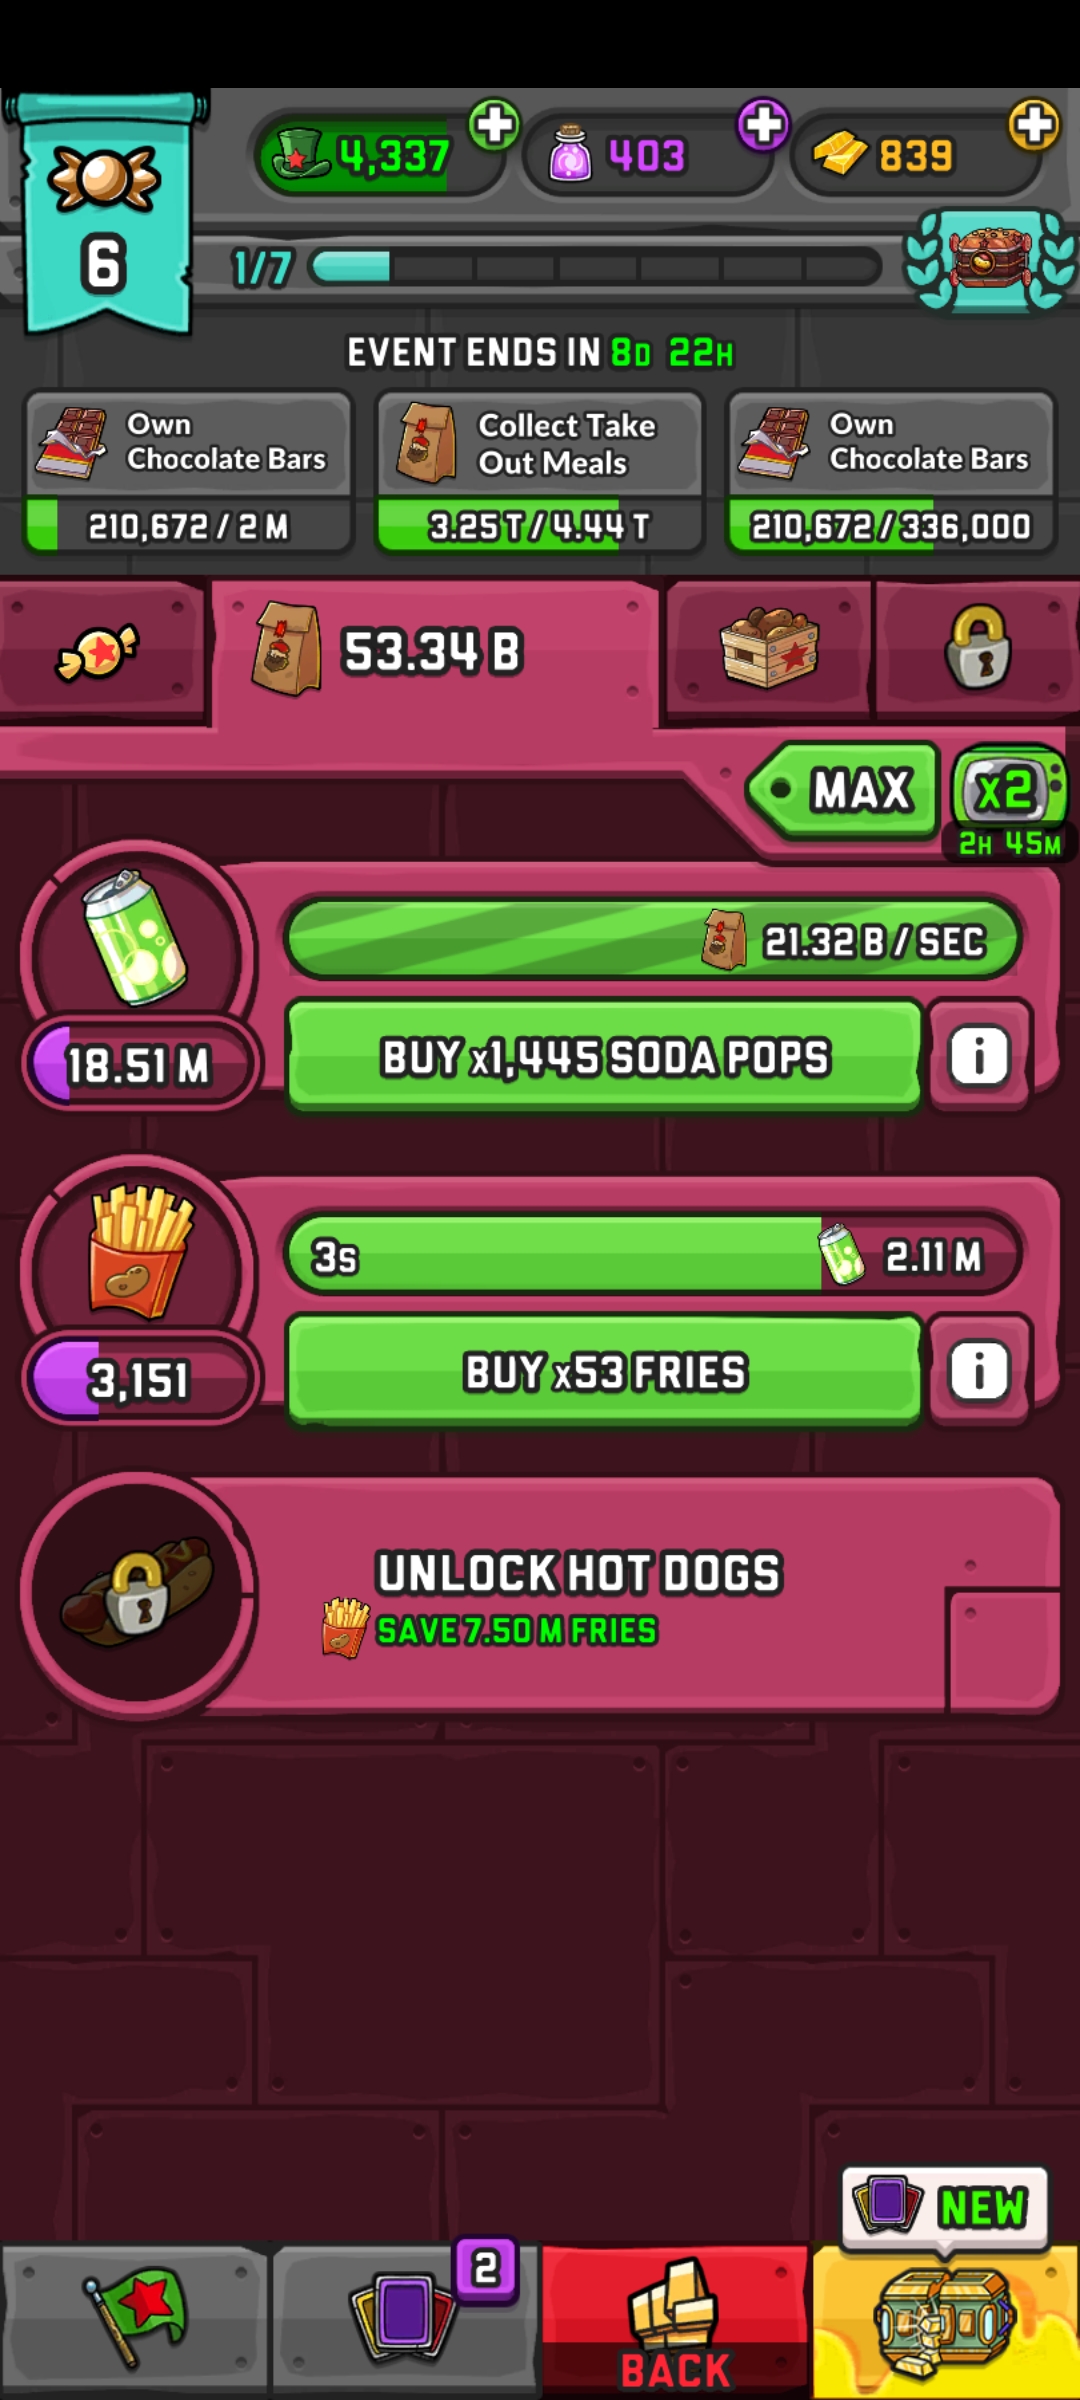 4,337
403
839
6
1/7
EVENT ENDS IN 8D 22H
Own
Chocolate Bars
210,672 / 2 M
Collect Take
Out Meals
3.25 T / 4.44 T
Own
Chocolate Bars
210,672 / 336,000
53.34 B
MAX
x2
2H 45M
21.32 B / SEC
18.51 M
BUY x1,445 SODA POPS
i
3S
2.11 M
3,151
BUY x53 FRIES
i
UNLOCK HOT DOGS
SAVE 7.50 M FRIES
NEW
2
BACK